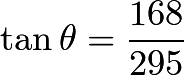 tan θ = 168/295